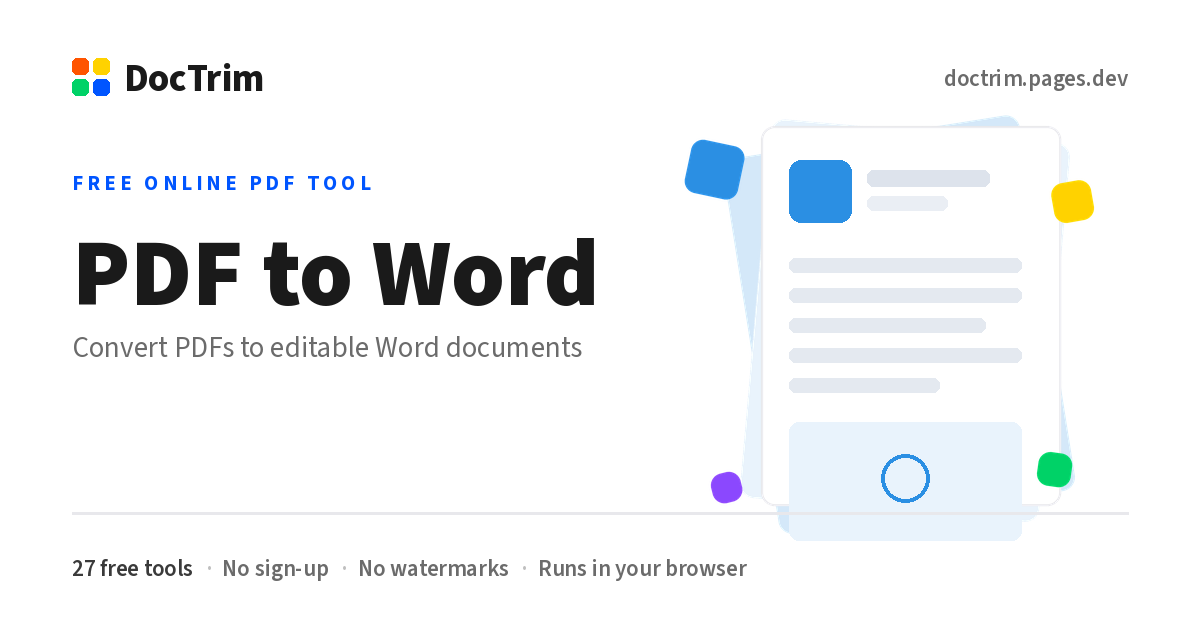 DocTrim
doctrim.pages.dev
FREE ONLINE PDF TOOL
PDF to Word
Convert PDFs to editable Word documents
27 free tools · No sign-up · No watermarks · Runs in your browser